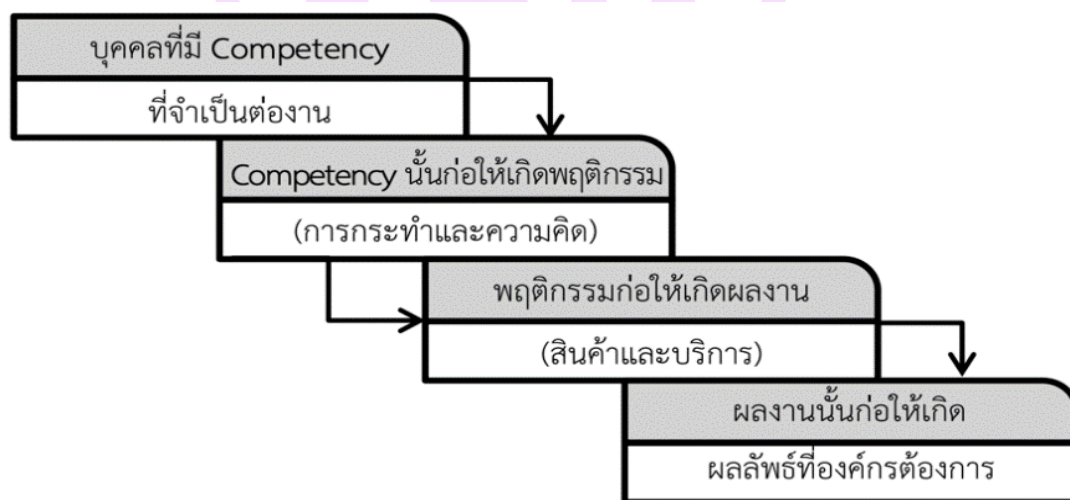 บุคคลที่มี Competency
ที่จำเป็นต่องาน
Competency นั้นก่อให้เกิดพฤติกรรม
(การกระทำและความคิด)
พฤติกรรมก่อให้เกิดผลงาน
(สินค้าและบริการ)
ผลงานนั้นก่อให้เกิด
ผลลัพธ์ที่องค์กรต้องการ